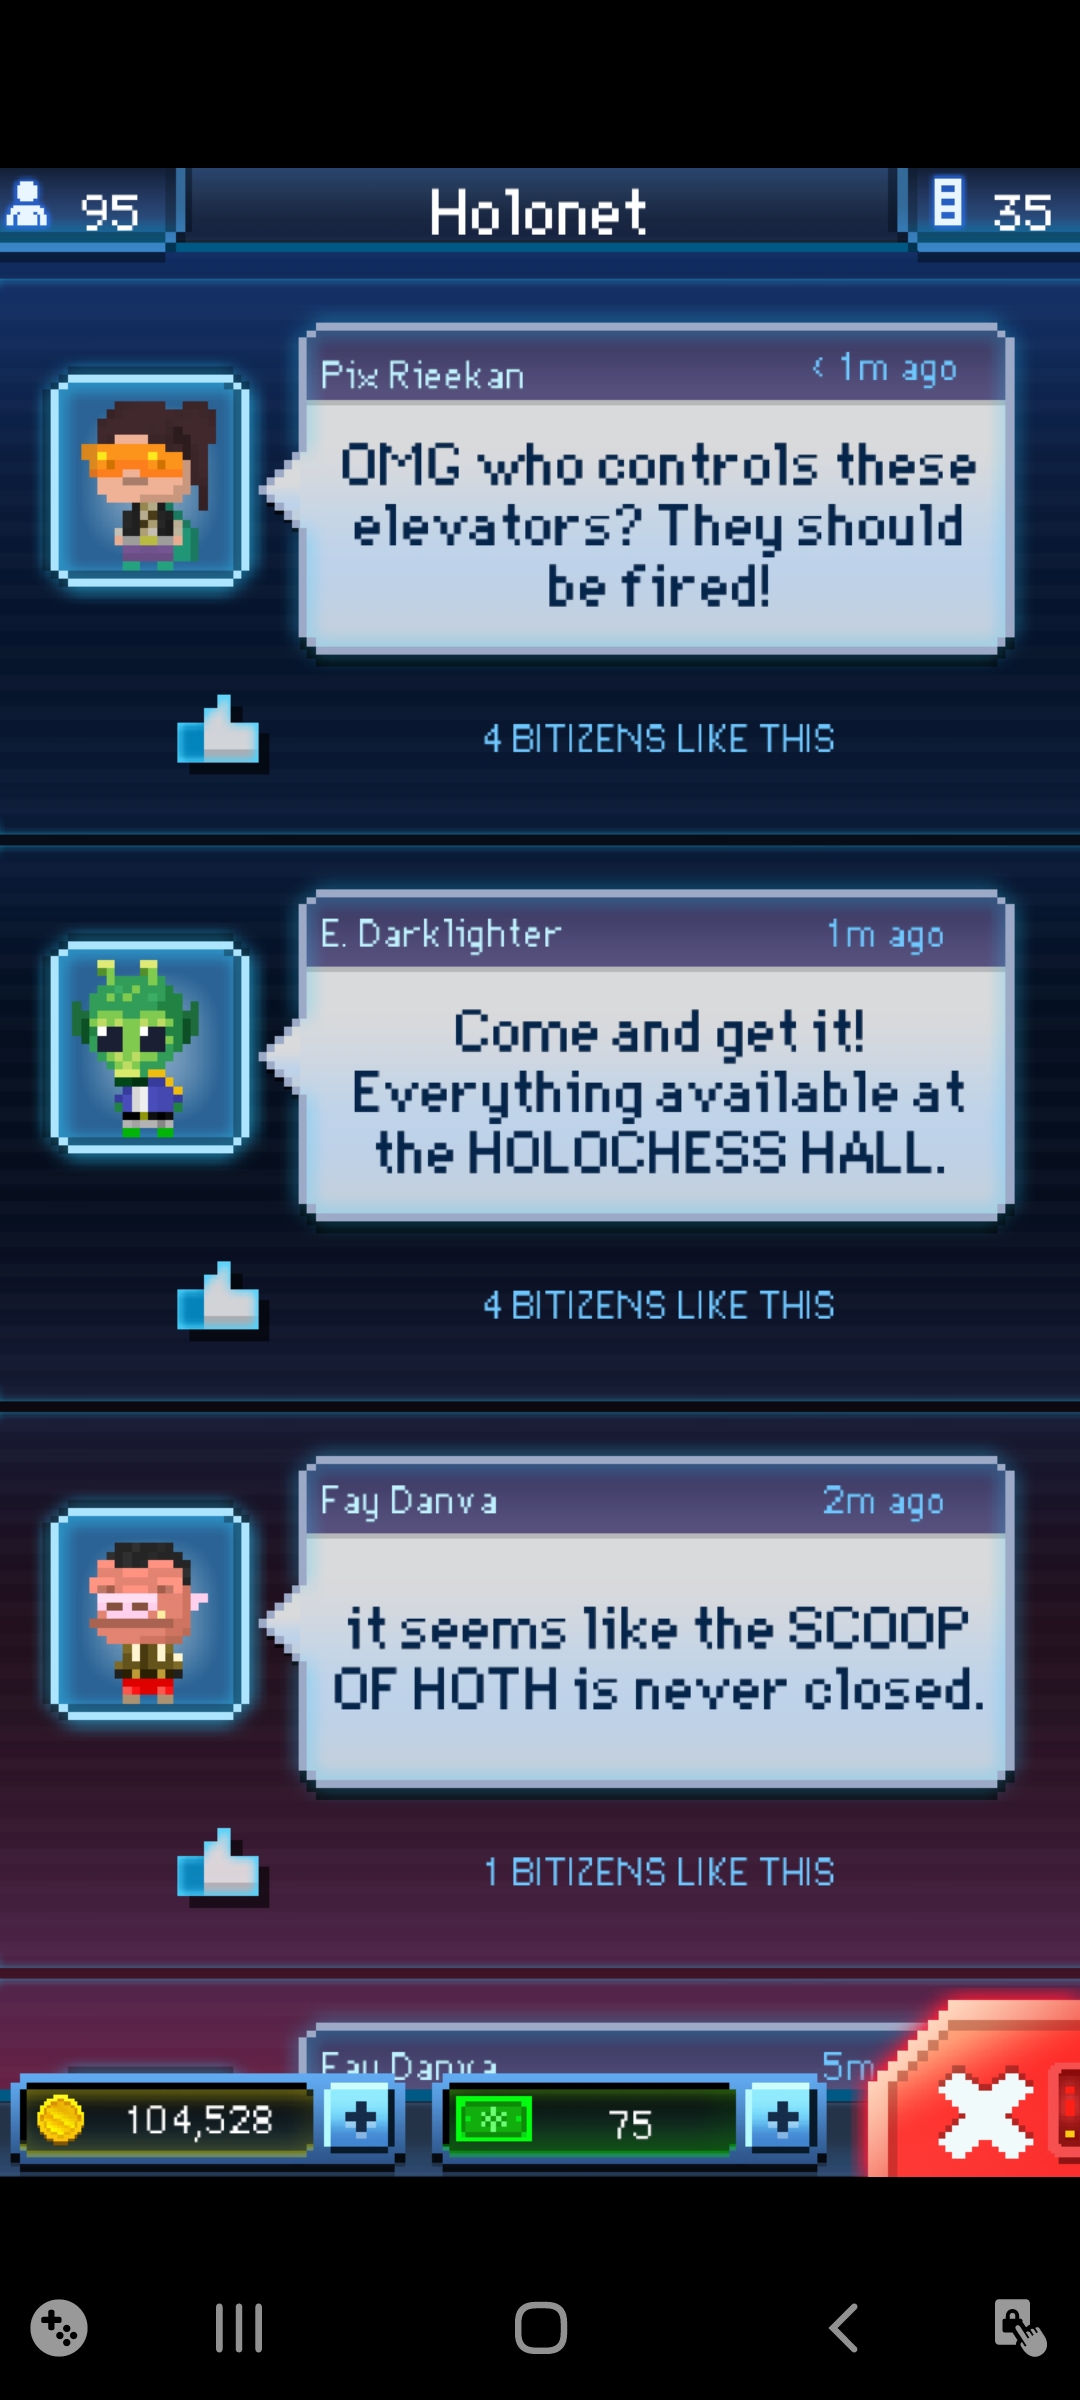 95
Holonet
35
Pix Rieekan
< 1m ago
OMG who controls these
elevators? They should
be fired!
4 BITIZENS LIKE THIS
E. Darklighter
1m ago
Come and get it!
Everything available at
the HOLOCHESS HALL.
4 BITIZENS LIKE THIS
Fay Danva
2m ago
it seems like the SCOOP
OF HOTH is never closed.
1 BITIZENS LIKE THIS
Fay Danva
5m
104,528
75